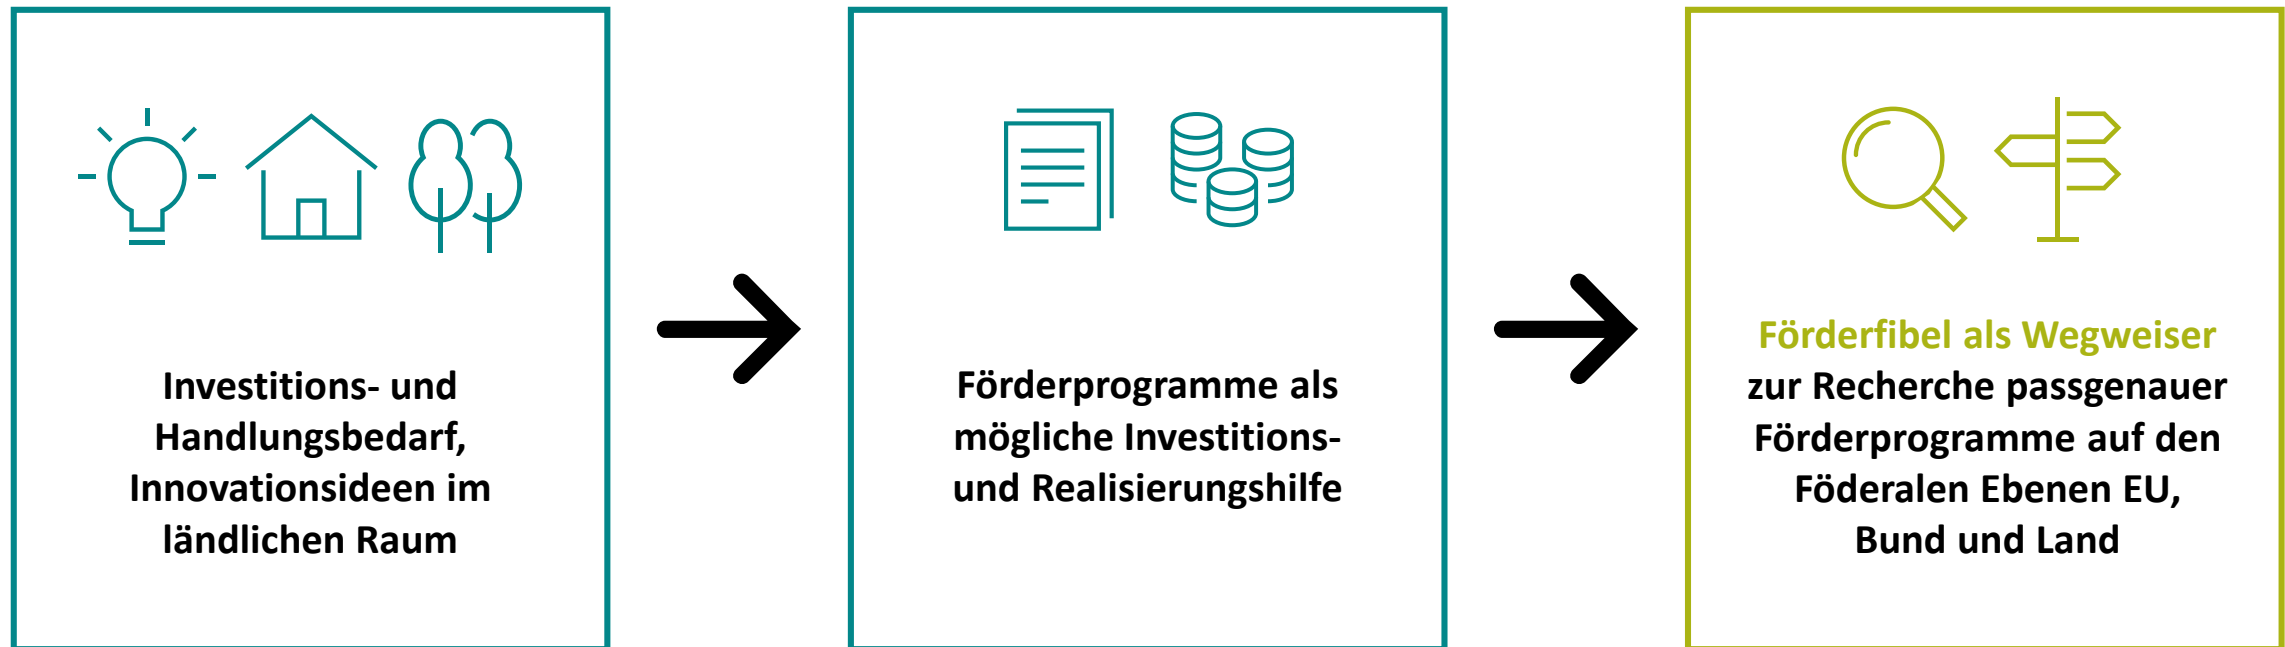 Investitions- und
Handlungsbedarf,
Innovationsideen im
ländlichen Raum
Förderprogramme als
mögliche Investitions-
und Realisierungshilfe
Förderfibel als Wegweiser
zur Recherche passgenauer
Förderprogramme auf den
Föderalen Ebenen EU,
Bund und Land